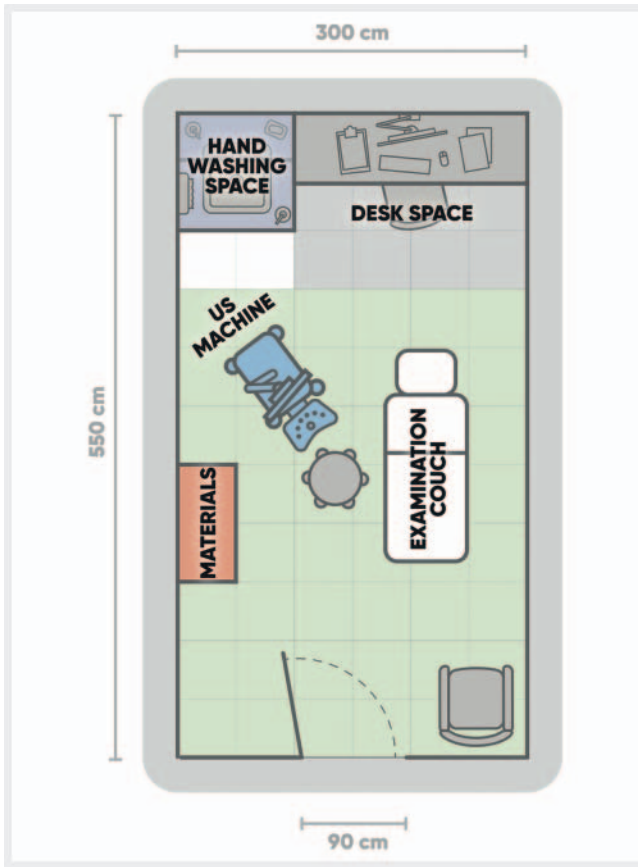 300 cm
HAND
WASHING
SPACE
DESK SPACE
US
MACHINE
550 cm
EXAMINATION
COUCH
MATERIALS
90 cm